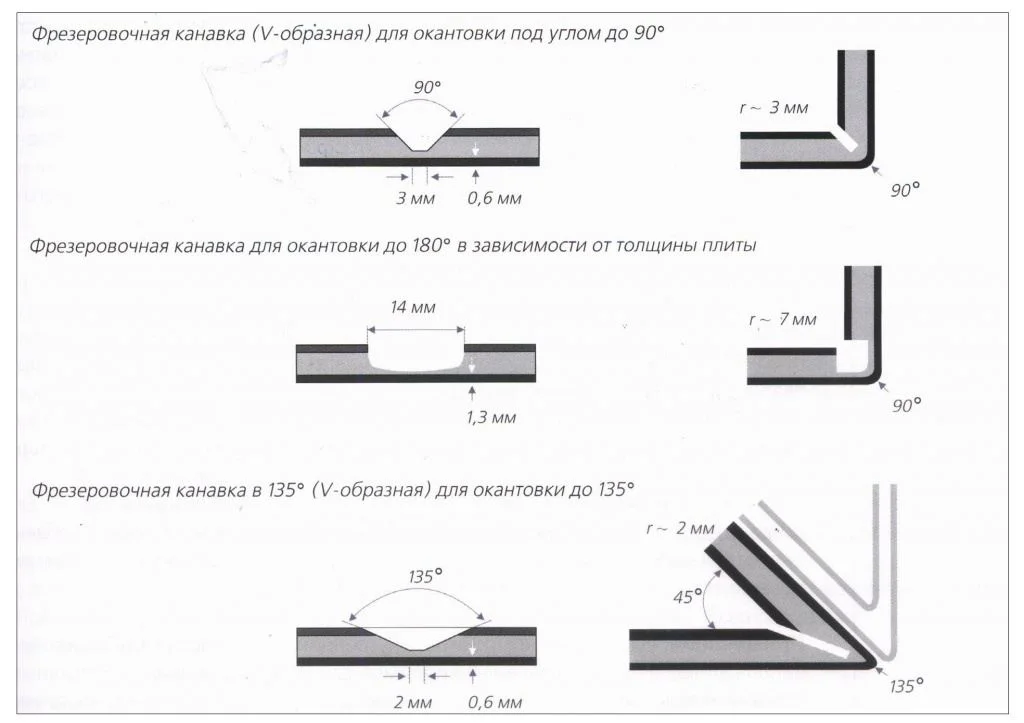 Фрезеровочная канавка (V-образная) для окантовки под углом до 90°
90°
r ~ 3 мм
3 мм
0,6 мм
90°
Фрезеровочная канавка для окантовки до 180° в зависимости от толщины плиты
14 мм
r ~ 7 мм
1,3 мм
90°
Фрезеровочная канавка в 135° (V-образная) для окантовки до 135°
r ~ 2 мм
135°
45°
2 мм
0,6 мм
135°